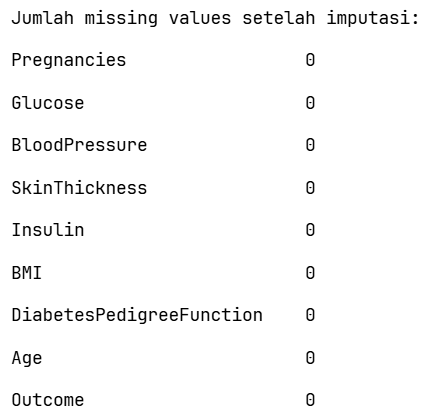 Jumlah missing values setelah imputasi:
Pregnancies 0
Glucose 0
BloodPressure 0
SkinThickness 0
Insulin 0
BMI 0
DiabetesPedigreeFunction 0
Age 0
Outcome 0